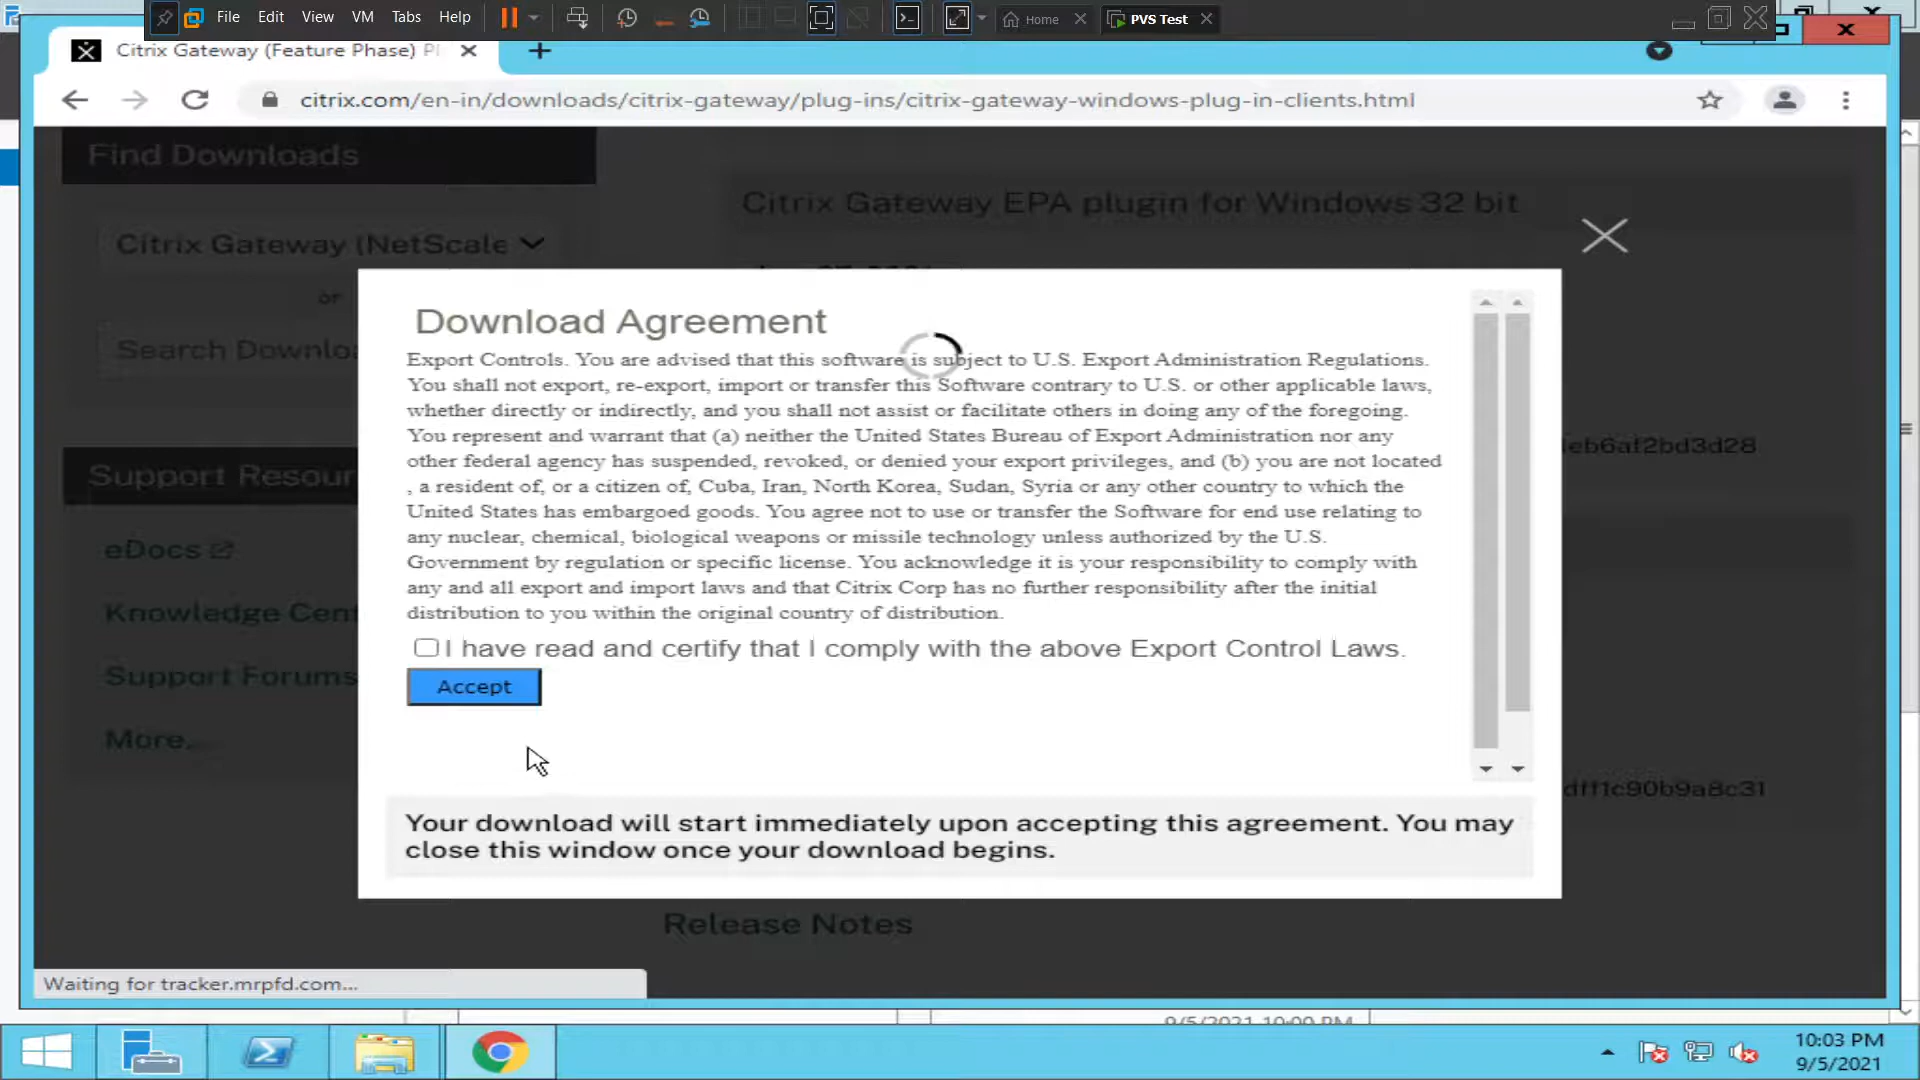 File Edit View VM Tabs Help Home PVS Test
Citrix Gateway (Feature Phase)
citrix.com/en-in/downloads/citrix-gateway/plug-ins/citrix-gateway-windows-plug-in-clients.html
Find Downloads
Citrix Gateway EPA plugin for Windows 32 bit
Citrix Gateway (NetScale
or
Search Downlo
Download Agreement
Export Controls. You are advised that this software is subject to U.S. Export Administration Regulations.
You shall not export, re-export, import or transfer this Software contrary to U.S. or other applicable laws,
whether directly or indirectly, and you shall not assist or facilitate others in doing any of the foregoing.
You represent and warrant that (a) neither the United States Bureau of Export Administration nor any
other federal agency has suspended, revoked, or denied your export privileges, and (b) you are not located
, a resident of, or a citizen of, Cuba, Iran, North Korea, Sudan, Syria or any other country to which the
United States has embargoed goods. You agree not to use or transfer the Software for end use relating to
any nuclear, chemical, biological weapons or missile technology unless authorized by the U.S.
Government by regulation or specific license. You acknowledge it is your responsibility to comply with
any and all export and import laws and that Citrix Corp has no further responsibility after the initial
distribution to you within the original country of distribution.
I have read and certify that I comply with the above Export Control Laws.
Accept
Your download will start immediately upon accepting this agreement. You may
close this window once your download begins.
eb6af2bd3d28
Support Resour
eDocs
Knowledge Cent
Support Forums
More...
dff1c90b9a8c31
Release Notes
Waiting for tracker.mrpfd.com...
9/5/2021 10:00 PM
10:03 PM
9/5/2021